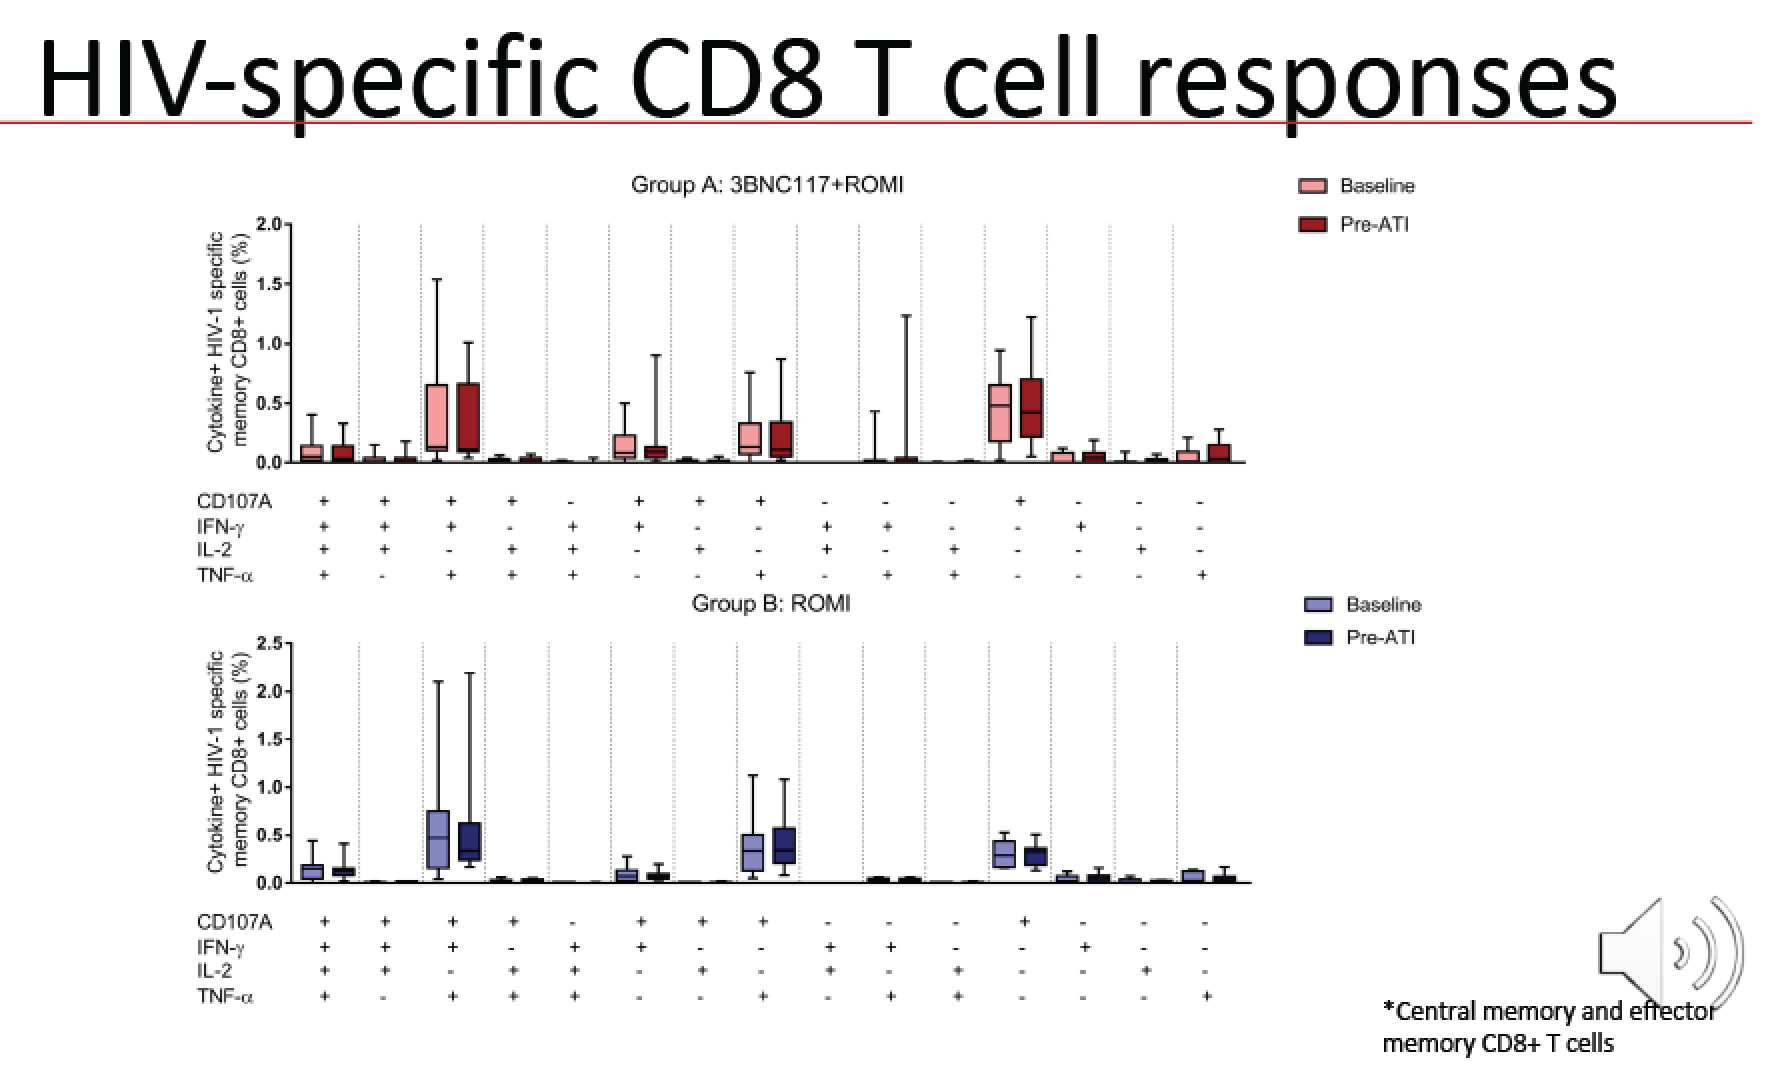 HIV-specific CD8 T cell responses
Group A: 3BNC117+ROMI
Baseline
Pre-ATI
Cytokine+ HIV-1 specific
memory CD8+ cells (%)
2.0
1.5
1.0
0.5
0.0
CD107A + + + + - + + + - - - + - - -
IFN-γ + + + - + + - - + + - - + - -
IL-2 + + - + + - + - + - + - - + -
TNF-α + - + + + - - + - + + - - - +
Group B: ROMI
Baseline
Pre-ATI
Cytokine+ HIV-1 specific
memory CD8+ cells (%)
2.5
2.0
1.5
1.0
0.5
0.0
CD107A + + + + - + + + - - - + - - -
IFN-γ + + + - + + - - + + - - + - -
IL-2 + + - + + - + - + - + - - + -
TNF-α + - + + + - - + - + + - - - +
*Central memory and effector
memory CD8+ T cells